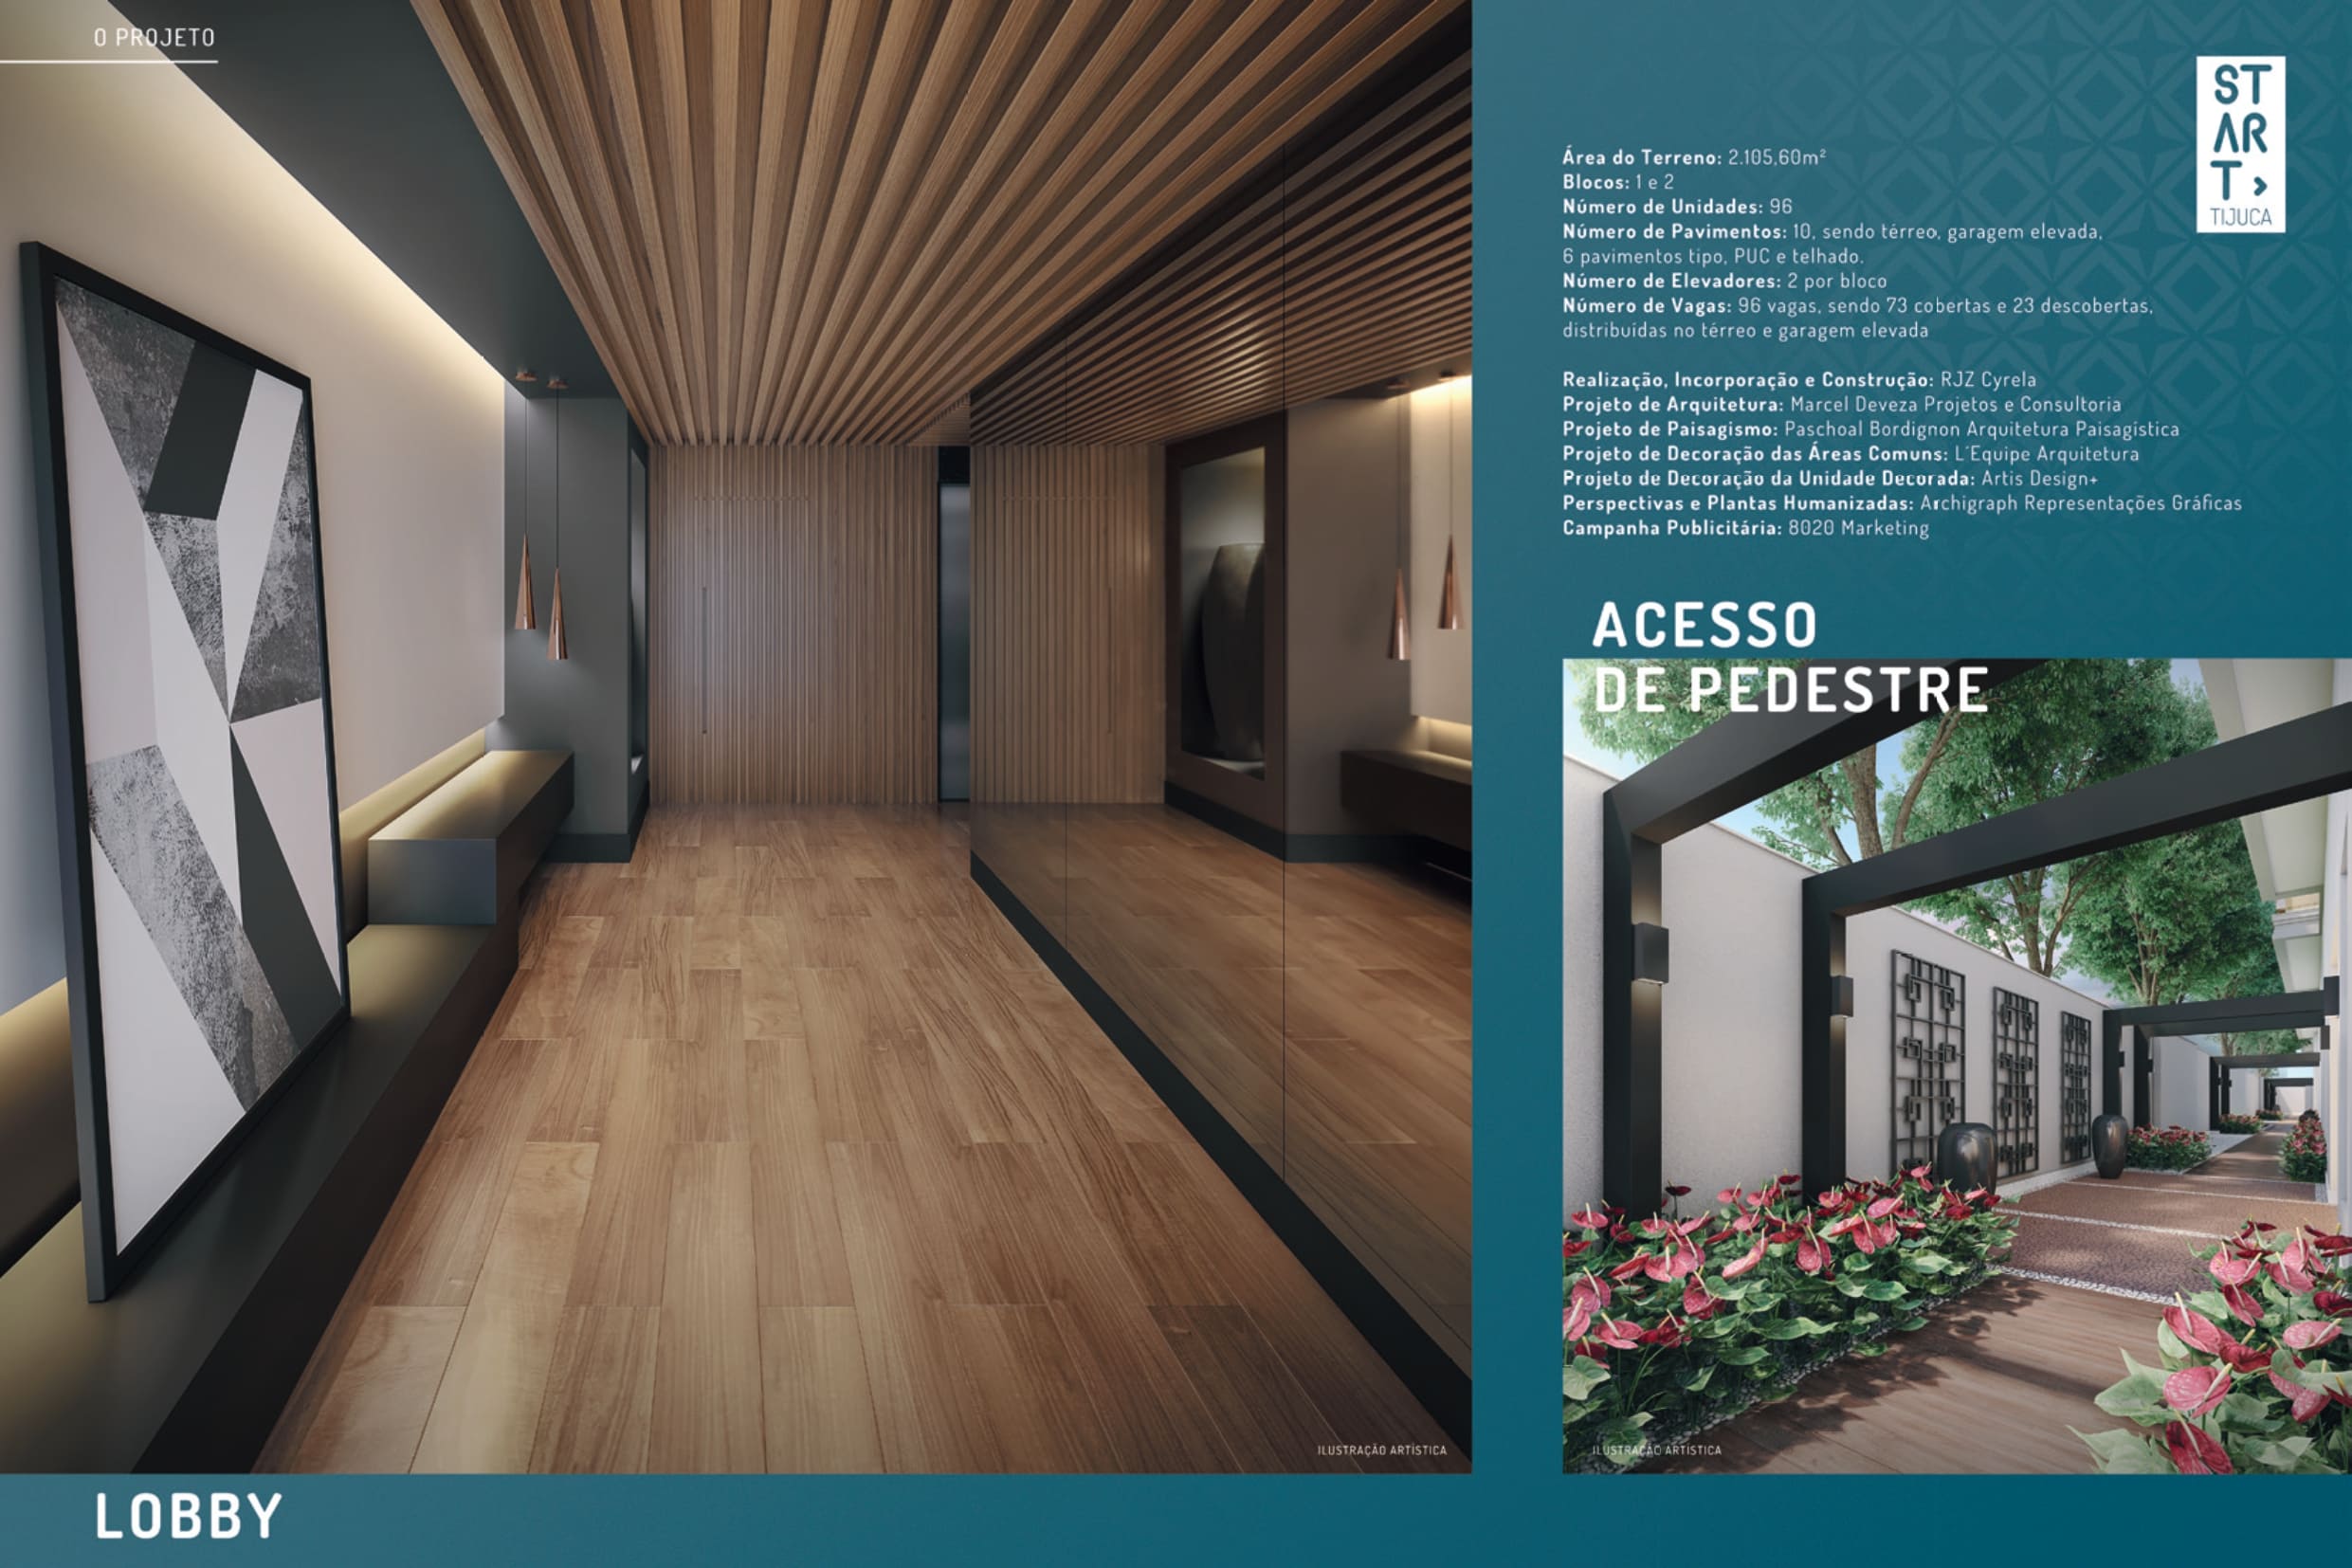 O PROJETO
ST
AR
T >
TIJUCA
Área do Terreno: 2.105,60m²
Blocos: 1 e 2
Número de Unidades: 96
Número de Pavimentos: 10, sendo térreo, garagem elevada,
6 pavimentos tipo, PUC e telhado.
Número de Elevadores: 2 por bloco
Número de Vagas: 96 vagas, sendo 73 cobertas e 23 descobertas,
distribuídas no térreo e garagem elevada
Realização, Incorporação e Construção: RJZ Cyrela
Projeto de Arquitetura: Marcel Deveza Projetos e Consultoria
Projeto de Paisagismo: Paschoal Bordignon Arquitetura Paisagística
Projeto de Decoração das Áreas Comuns: L'Equipe Arquitetura
Projeto de Decoração da Unidade Decorada: Artis Design+
Perspectivas e Plantas Humanizadas: Archigraph Representações Gráficas
Campanha Publicitária: 8020 Marketing
ACESSO
DE PEDESTRE
ILUSTRAÇÃO ARTÍSTICA
ILUSTRAÇÃO ARTÍSTICA
LOBBY